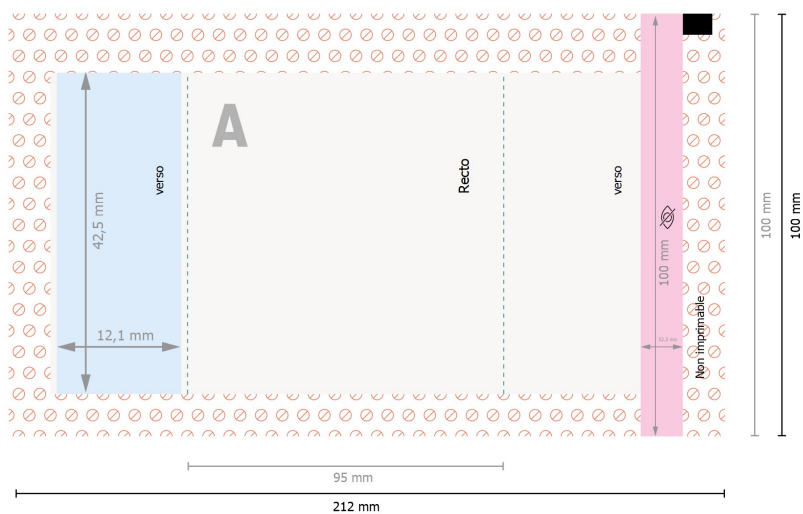 A
verso
Recto
verso
42,5 mm
12,1 mm
100 mm
Non imprimable
100 mm
100 mm
95 mm
212 mm